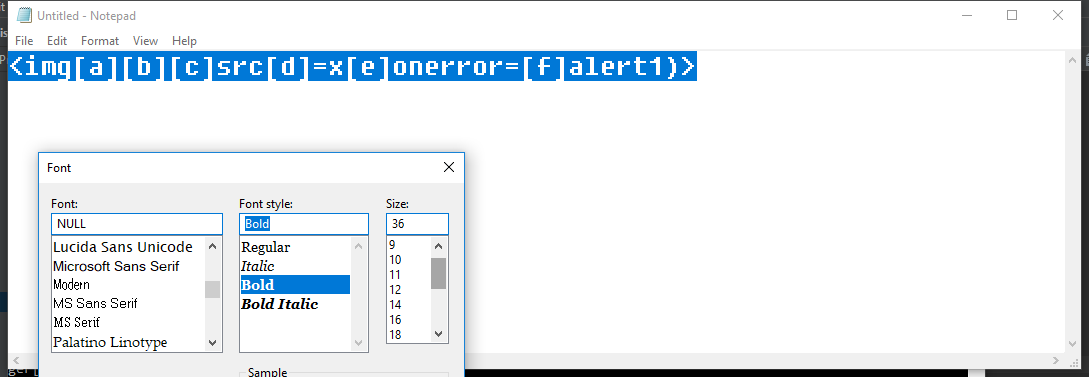 Untitled - Notepad
File Edit Format View Help
<img[a][b][c]src[d]=x[e]onerror=[f]alert1)>
Font
Font: Font style: Size:
NULL Bold 36
Lucida Sans Unicode Regular 9
Microsoft Sans Serif Italic 10
Modern Bold 11
MS Sans Serif Bold Italic 12
MS Serif 14
Palatino Linotype 16
18
Sample